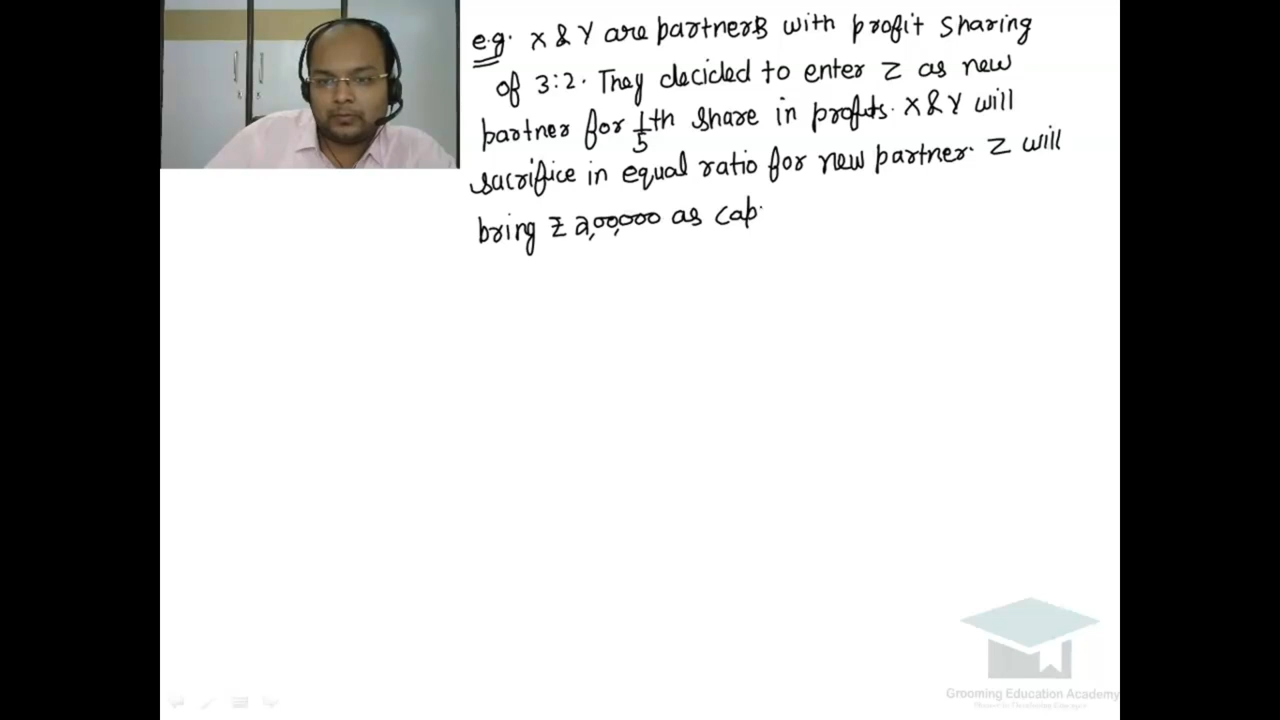 e.g. X & Y are partners with profit sharing
of 3:2. They decided to enter Z as new
partner for 1/5th share in profits. X & Y will
sacrifice in equal ratio for new partner. Z will
bring ₹ 2,00,000 as cap.
Grooming Education Academy